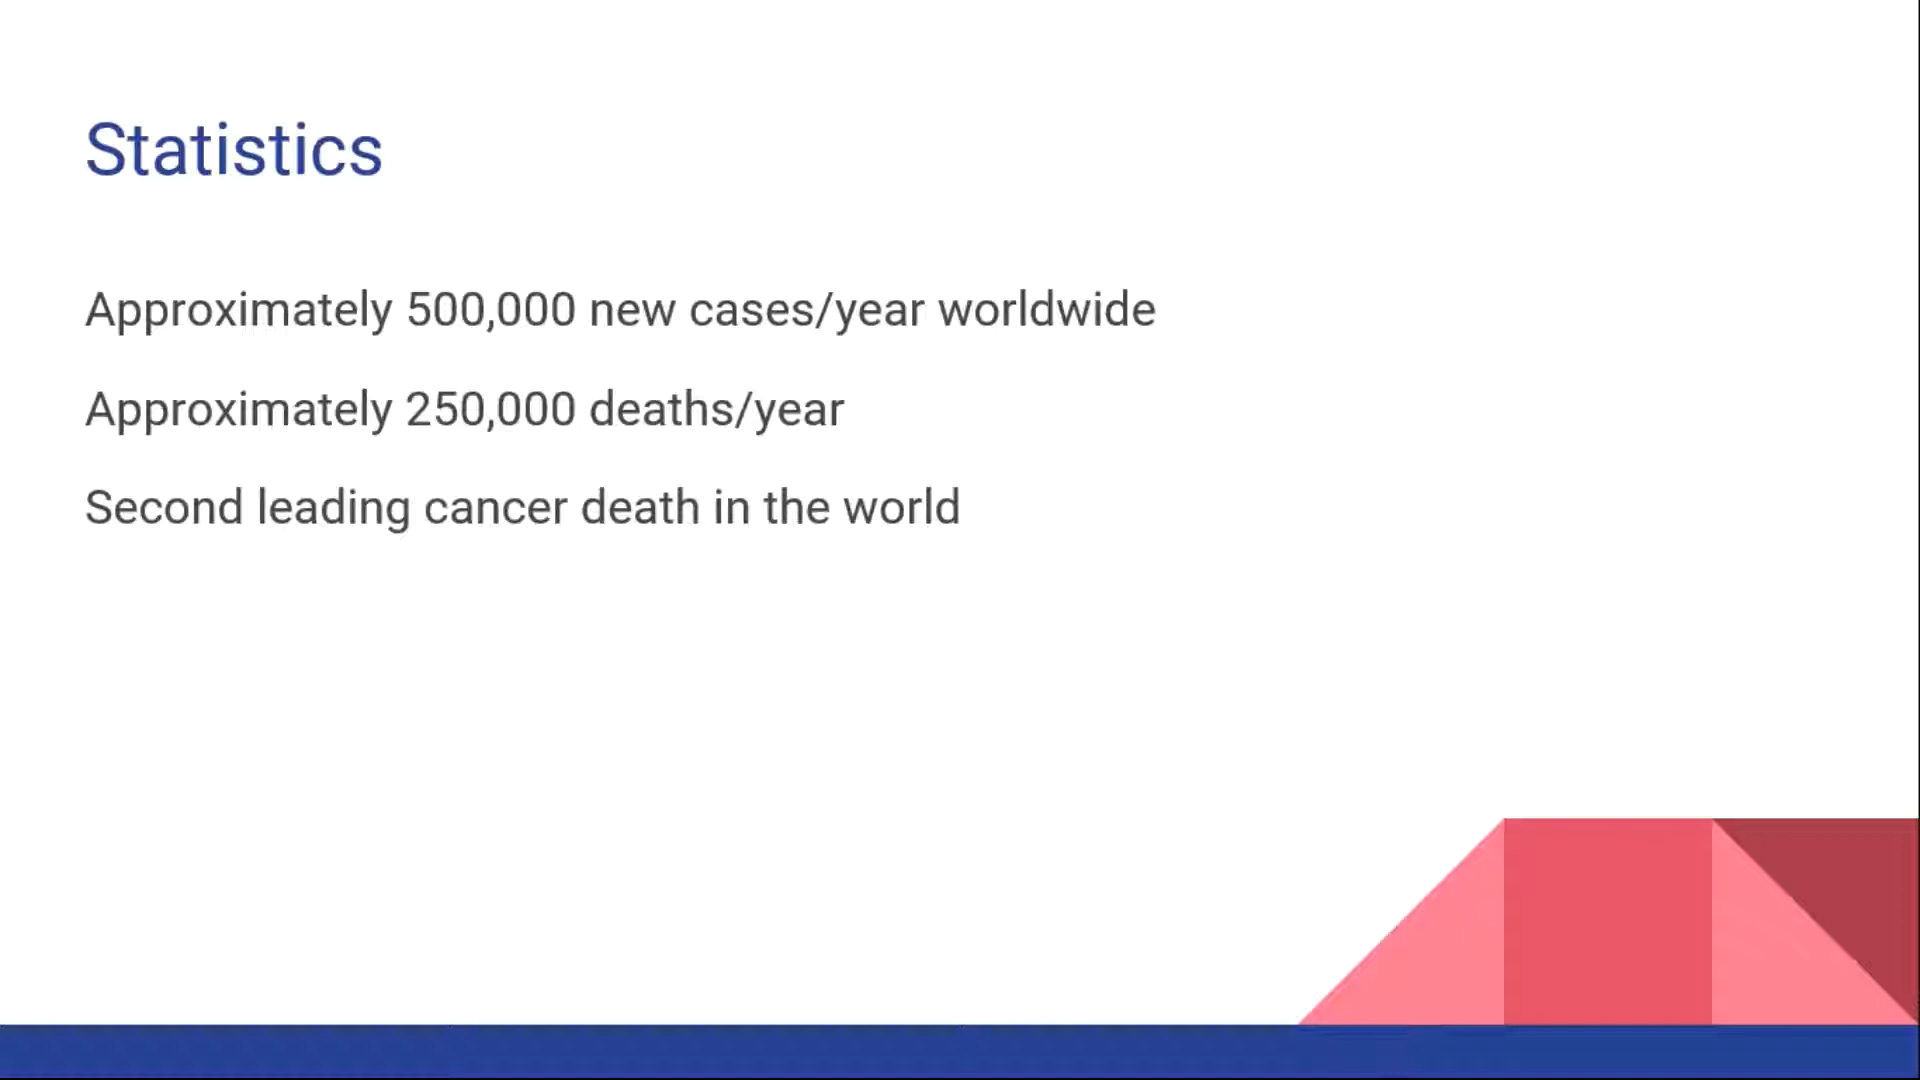 Statistics
Approximately 500,000 new cases/year worldwide
Approximately 250,000 deaths/year
Second leading cancer death in the world